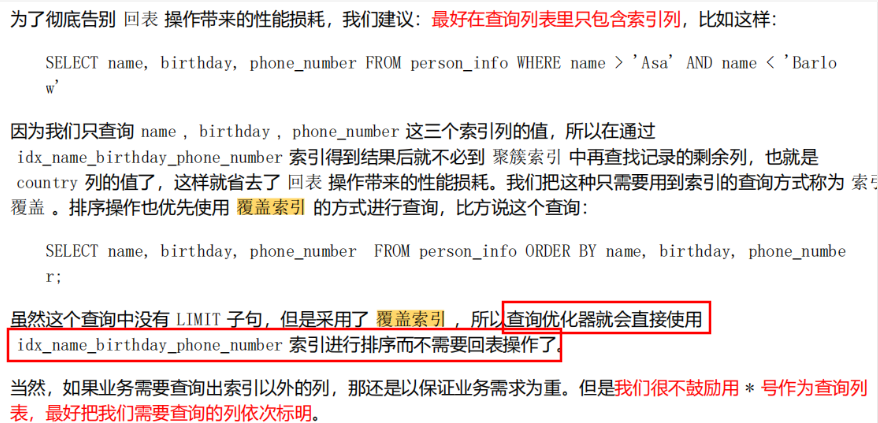 为了彻底告别 回表 操作带来的性能损耗，我们建议：最好在查询列表里只包含索引列，比如这样：
SELECT name, birthday, phone_number FROM person_info WHERE name > 'Asa' AND name < 'Barlo
w'
因为我们只查询 name , birthday , phone_number 这三个索引列的值，所以在通过
idx_name_birthday_phone_number 索引得到结果后就不必到 聚簇索引 中再查找记录的剩余列，也就是
country 列的值了，这样就省去了 回表 操作带来的性能损耗。我们把这种只需要用到索引的查询方式称为 索引
覆盖 。排序操作也优先使用 覆盖索引 的方式进行查询，比方说这个查询：
SELECT name, birthday, phone_number  FROM person_info ORDER BY name, birthday, phone_numbe
r;
虽然这个查询中没有 LIMIT 子句，但是采用了 覆盖索引 ，所以查询优化器就会直接使用
idx_name_birthday_phone_number 索引进行排序而不需要回表操作了。
当然，如果业务需要查询出索引以外的列，那还是以保证业务需求为重。但是我们很不鼓励用 * 号作为查询列
表，最好把我们需要查询的列依次标明。